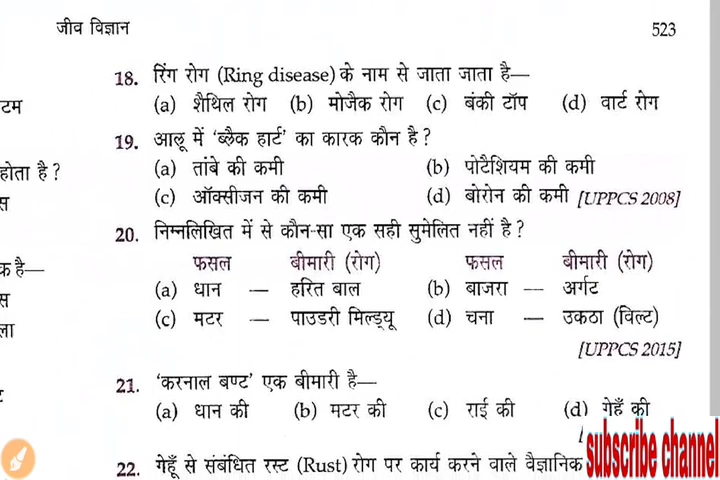 जीव विज्ञान 523
टम
होता है ?
स
क है—
स
ला
ट
18. रिंग रोग (Ring disease) के नाम से जाता जाता है—
(a) शैथिल रोग (b) मोजैक रोग (c) बंकी टॉप (d) वार्ट रोग
19. आलू में ‘ब्लैक हार्ट’ का कारक कौन है ?
(a) तांबे की कमी (b) पोटैशियम की कमी
(c) ऑक्सीजन की कमी (d) बोरोन की कमी [UPPCS 2008]
20. निम्नलिखित में से कौन-सा एक सही सुमेलित नहीं है ?
फसल बीमारी (रोग) फसल बीमारी (रोग)
(a) धान — हरित बाल (b) बाजरा — अर्गट
(c) मटर — पाउडरी मिल्ड्यू (d) चना — उकठा (विल्ट)
[UPPCS 2015]
21. ‘करनाल बण्ट’ एक बीमारी है—
(a) धान की (b) मटर की (c) राई की (d) गेहूँ की
[
subscribe channel
22. गेहूँ से संबंधित रस्ट (Rust) रोग पर कार्य करने वाले वैज्ञानिक